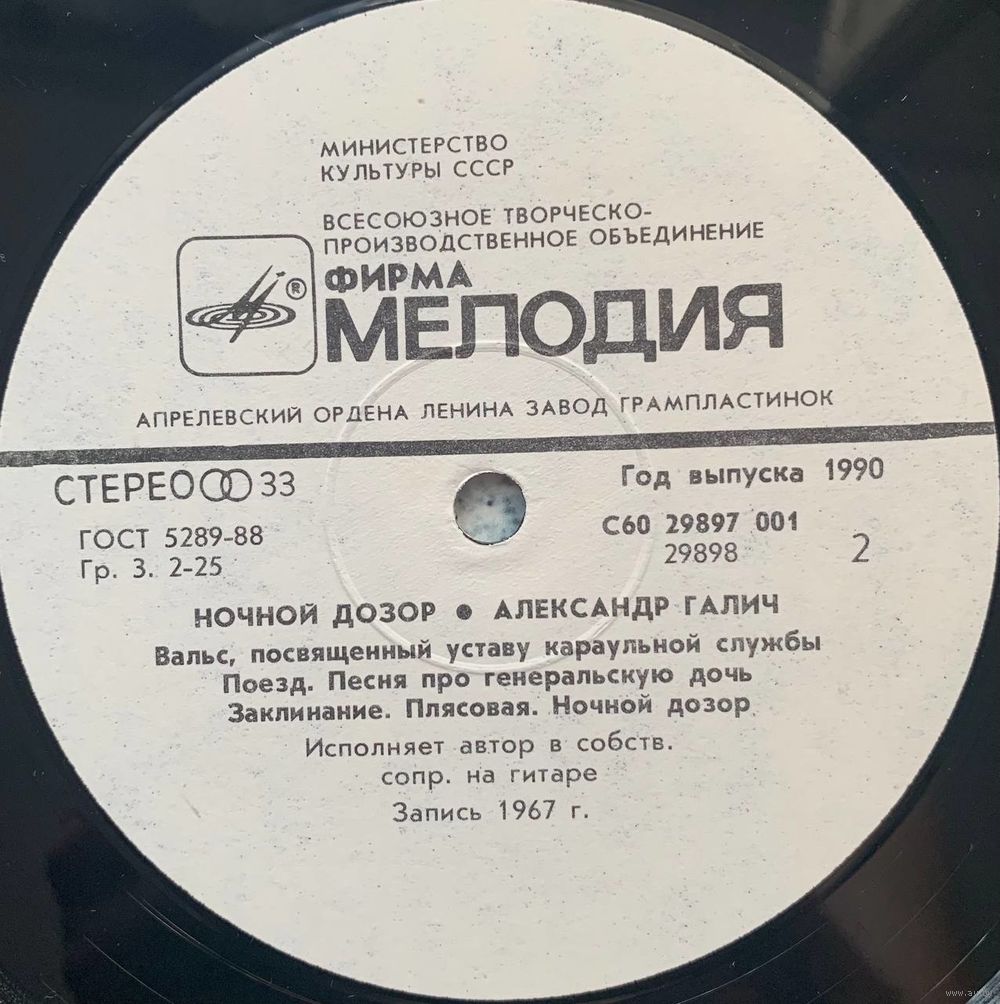 МИНИСТЕРСТВО
КУЛЬТУРЫ СССР
ВСЕСОЮЗНОЕ ТВОРЧЕСКО-
ПРОИЗВОДСТВЕННОЕ ОБЪЕДИНЕНИЕ
®
ФИРМА
МЕЛОДИЯ
АПРЕЛЕВСКИЙ ОРДЕНА ЛЕНИНА ЗАВОД ГРАМПЛАСТИНОК
СТЕРЕО 33
Год выпуска 1990
ГОСТ 5289-88
С60 29897 001
Гр. 3. 2-25
29898
2
НОЧНОЙ ДОЗОР ● АЛЕКСАНДР ГАЛИЧ
Вальс, посвященный уставу караульной службы
Поезд. Песня про генеральскую дочь
Заклинание. Плясовая. Ночной дозор
Исполняет автор в собств.
сопр. на гитаре
Запись 1967 г.